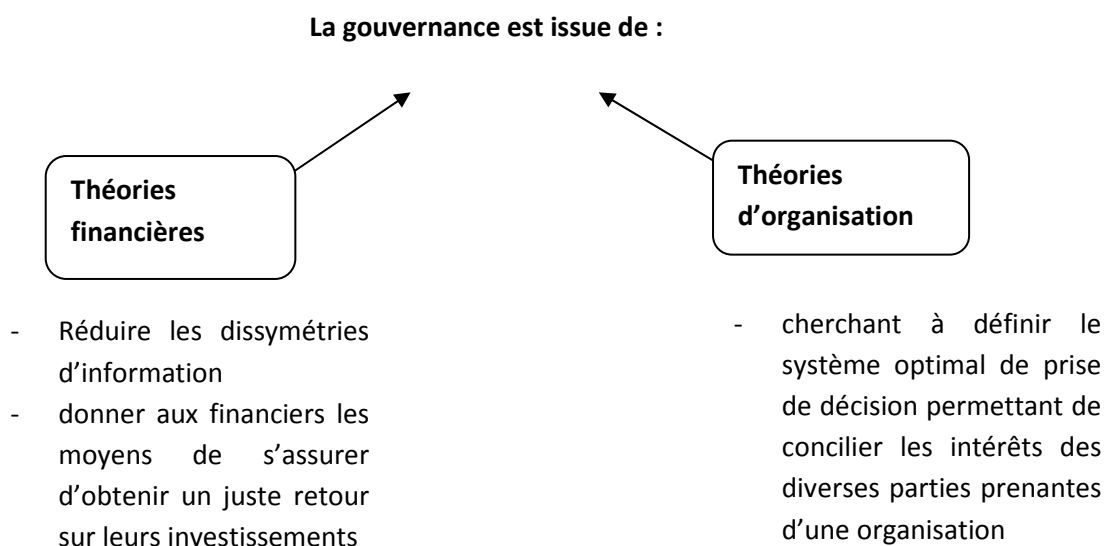 La gouvernance est issue de :
Théories
financières
Théories
d’organisation
- Réduire les dissymétries
d’information
- donner aux financiers les
moyens de s’assurer
d’obtenir un juste retour
sur leurs investissements
- cherchant à définir le
système optimal de prise
de décision permettant de
concilier les intérêts des
diverses parties prenantes
d’une organisation